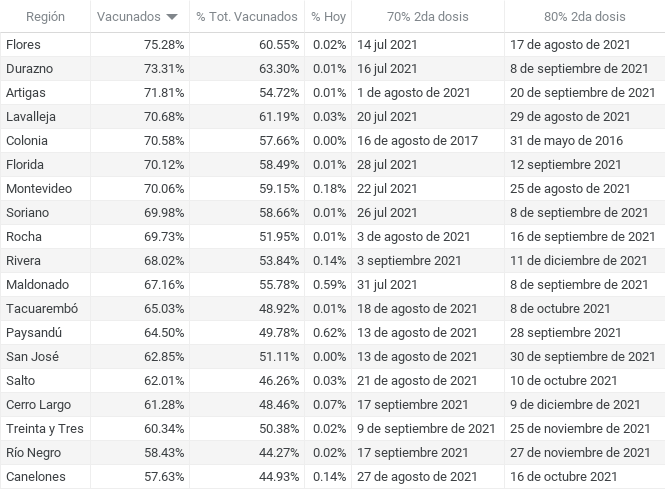 Región Vacunados % Tot. Vacunados % Hoy 70% 2da dosis 80% 2da dosis
Flores 75.28% 60.55% 0.02% 14 jul 2021 17 de agosto de 2021
Durazno 73.31% 63.30% 0.01% 16 jul 2021 8 de septiembre de 2021
Artigas 71.81% 54.72% 0.01% 1 de agosto de 2021 20 de septiembre de 2021
Lavalleja 70.68% 61.19% 0.03% 20 jul 2021 29 de agosto de 2021
Colonia 70.58% 57.66% 0.00% 16 de agosto de 2017 31 de mayo de 2016
Florida 70.12% 58.49% 0.01% 28 jul 2021 12 septiembre 2021
Montevideo 70.06% 59.15% 0.18% 22 jul 2021 25 de agosto de 2021
Soriano 69.98% 58.66% 0.01% 26 jul 2021 8 de septiembre de 2021
Rocha 69.73% 51.95% 0.01% 3 de agosto de 2021 16 de septiembre de 2021
Rivera 68.02% 53.84% 0.14% 3 septiembre 2021 11 de diciembre de 2021
Maldonado 67.16% 55.78% 0.59% 31 jul 2021 8 de septiembre de 2021
Tacuarembó 65.03% 48.92% 0.01% 18 de agosto de 2021 8 de octubre 2021
Paysandú 64.50% 49.78% 0.62% 13 de agosto de 2021 28 septiembre 2021
San José 62.85% 51.11% 0.00% 13 de agosto de 2021 30 de septiembre de 2021
Salto 62.01% 46.26% 0.03% 21 de agosto de 2021 10 de octubre 2021
Cerro Largo 61.28% 48.46% 0.07% 17 septiembre 2021 9 de diciembre de 2021
Treinta y Tres 60.34% 50.38% 0.02% 9 de septiembre de 2021 25 de noviembre de 2021
Río Negro 58.43% 44.27% 0.02% 17 septiembre 2021 27 de noviembre de 2021
Canelones 57.63% 44.93% 0.14% 27 de agosto de 2021 16 de octubre 2021